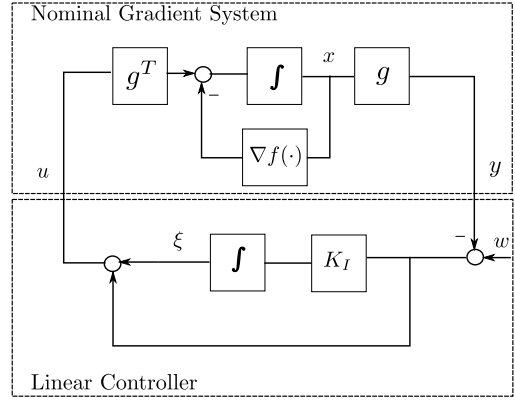 Nominal Gradient System
g^T
∫
x
g
−
∇f(·)
u
y
ξ
∫
K_I
−
w
Linear Controller